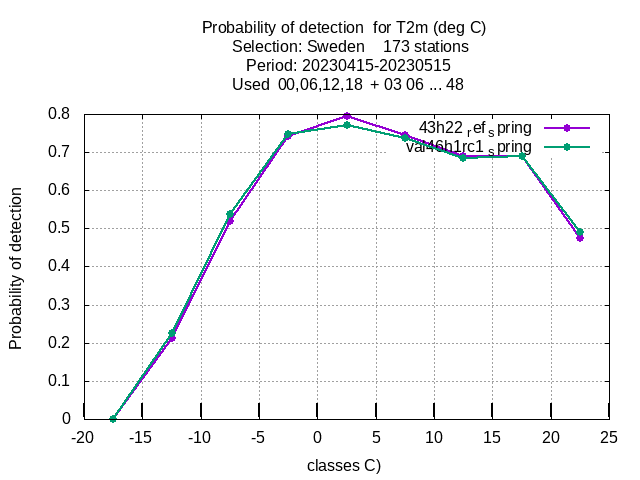 Probability of detection for T2m (deg C)
Selection: Sweden 173 stations
Period: 20230415-20230515
Used 00,06,12,18 + 03 06 ... 48
43h22 ref spring
val46h1rc1 spring
Probability of detection
0.8
0.7
0.6
0.5
0.4
0.3
0.2
0.1
0
-20 -15 -10 -5 0 5 10 15 20 25
classes C)